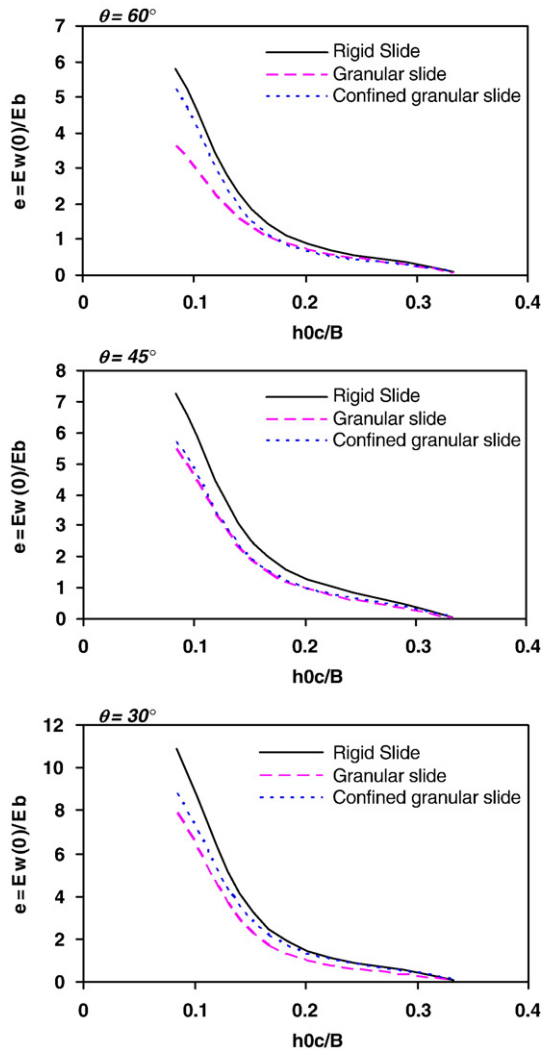 θ = 60°
7
6
5
4
3
2
1
0
e = Ew(0)/Eb
Rigid Slide
Granular slide
Confined granular slide
0 0.1 0.2 0.3 0.4
h0c/B
θ = 45°
8
7
6
5
4
3
2
1
0
e = Ew(0)/Eb
Rigid Slide
Granular slide
Confined granular slide
0 0.1 0.2 0.3 0.4
h0c/B
θ = 30°
12
10
8
6
4
2
0
e = Ew(0)/Eb
Rigid Slide
Granular slide
Confined granular slide
0 0.1 0.2 0.3 0.4
h0c/B